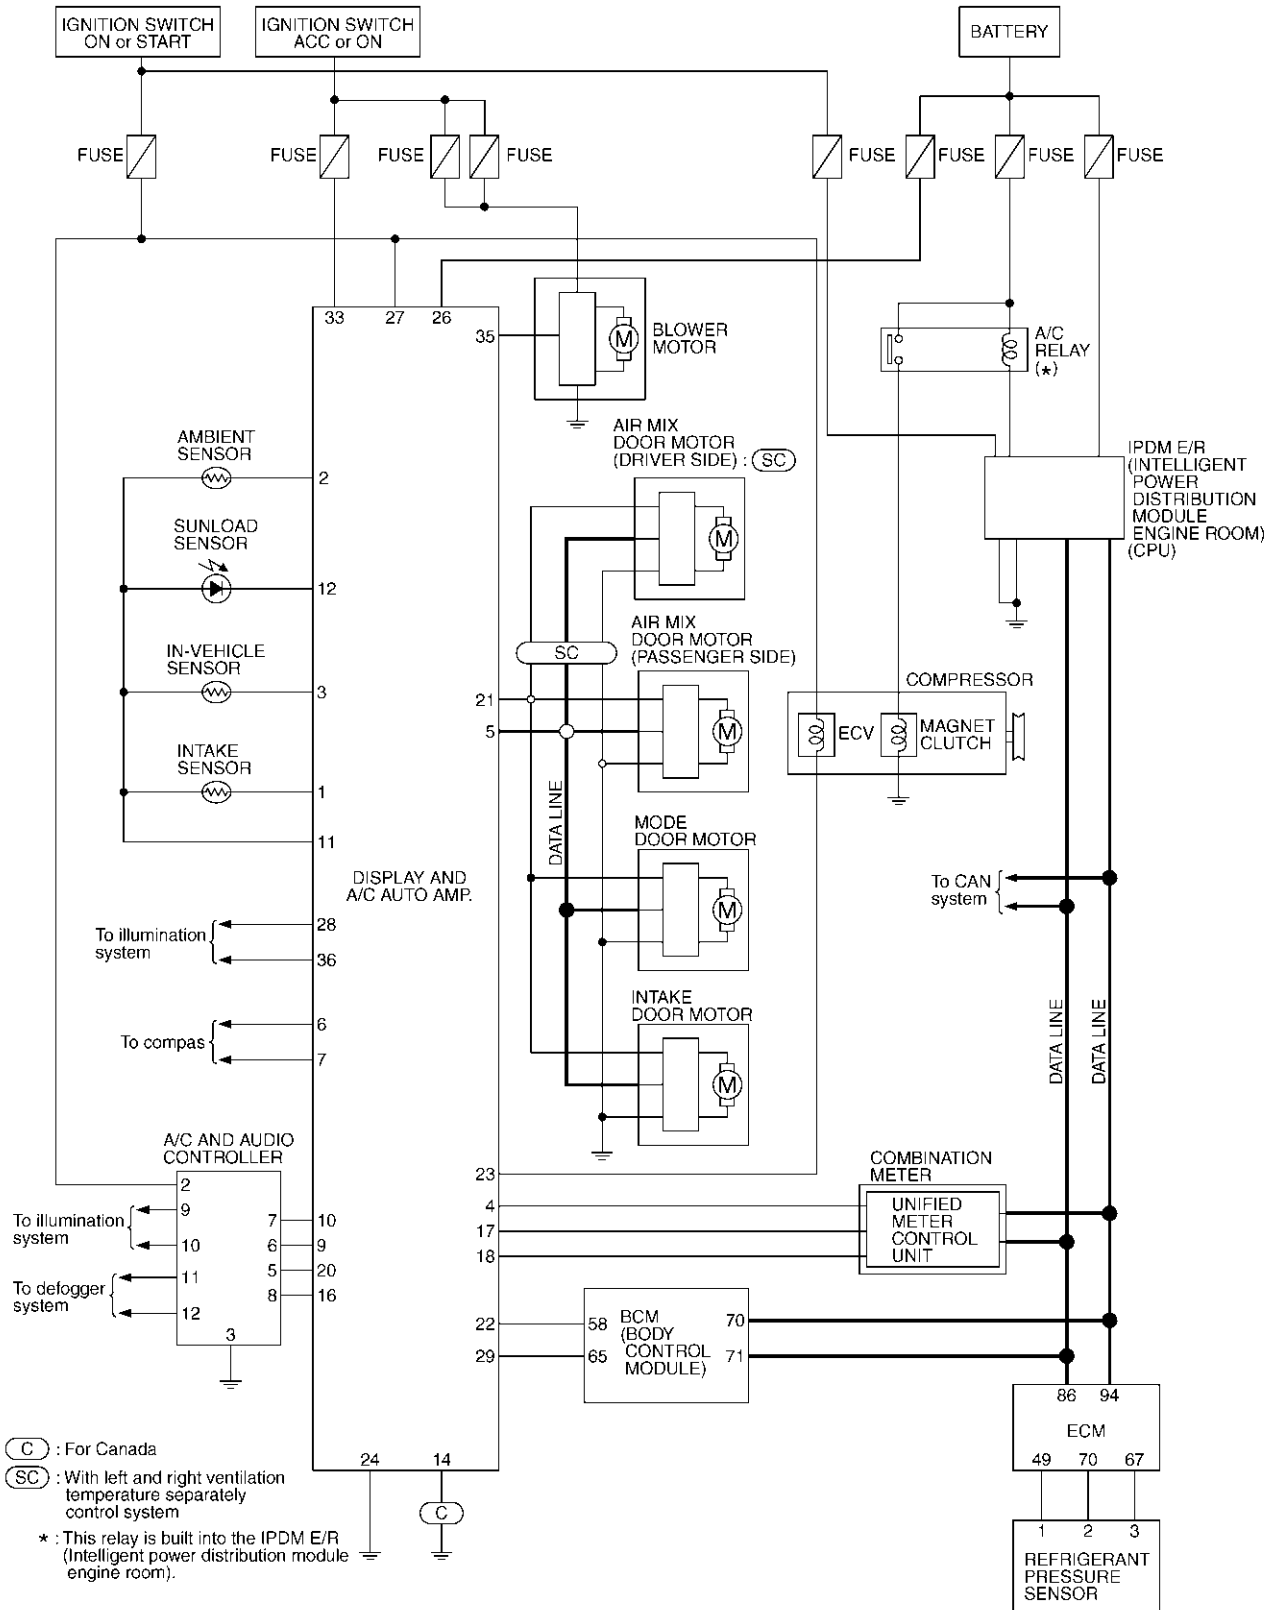 IGNITION SWITCH
ON or START
IGNITION SWITCH
ACC or ON
BATTERY
FUSE
FUSE
FUSE
FUSE
FUSE
FUSE
FUSE
FUSE
33
27
26
35
BLOWER
MOTOR
A/C
RELAY
(*)
AMBIENT
SENSOR
2
AIR MIX
DOOR MOTOR
(DRIVER SIDE) : SC
M
M
IPDM E/R
(INTELLIGENT
POWER
DISTRIBUTION
MODULE
ENGINE ROOM)
(CPU)
SUNLOAD
SENSOR
12
IN-VEHICLE
SENSOR
3
SC
AIR MIX
DOOR MOTOR
(PASSENGER SIDE)
M
21
5
COMPRESSOR
ECV
MAGNET
CLUTCH
INTAKE
SENSOR
1
11
DATA LINE
MODE
DOOR MOTOR
M
DISPLAY AND
A/C AUTO AMP.
To CAN
system
28
To illumination
system
36
INTAKE
DOOR MOTOR
M
6
To compas
7
DATA LINE
DATA LINE
A/C AND AUDIO
CONTROLLER
2
9
To illumination
system
10
11
To defogger
system
12
3
7
10
6
9
5
20
8
16
23
4
17
18
COMBINATION
METER
UNIFIED
METER
CONTROL
UNIT
22
58
29
65
BCM
(BODY
CONTROL
MODULE)
70
71
86
94
ECM
49
70
67
1
2
3
REFRIGERANT
PRESSURE
SENSOR
24
14
C
C : For Canada
SC : With left and right ventilation
temperature separately
control system
* : This relay is built into the IPDM E/R
(Intelligent power distribution module
engine room).